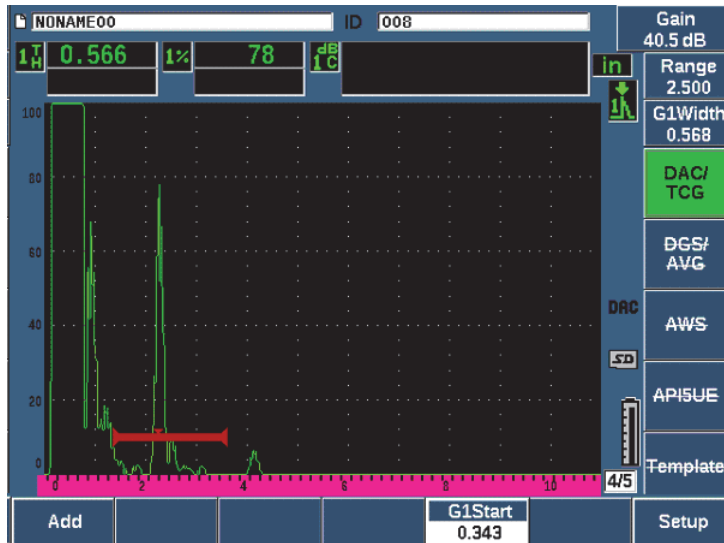 NONAME00 ID 008
Gain
40.5 dB
1 T H 0.566 1% 78 dB 1 C in
Range
2.500
1
G1Width
0.568
100
DAC/
TCG
80
DGS/
AVG
60
DAC
AWS
40
SD
API5UE
20
Template
0
0 2 4 6 8 10
4/5
Add
G1Start
0.343
Setup